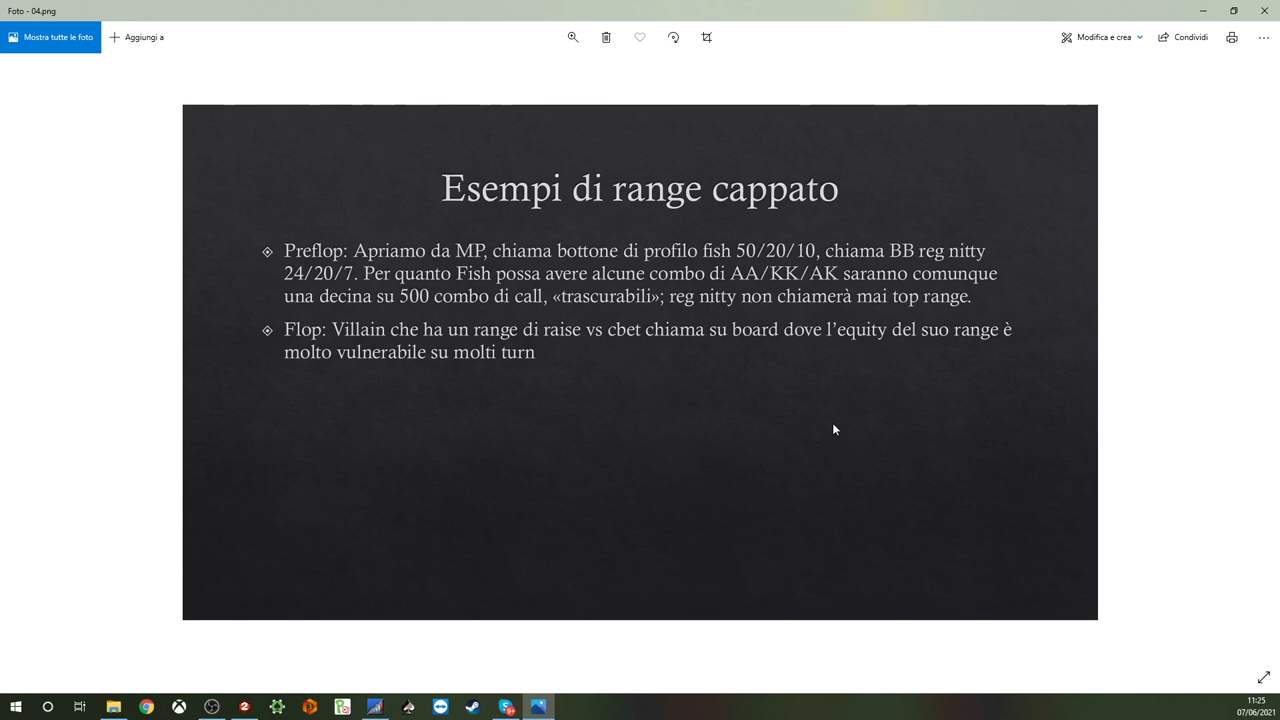 Foto - 04.png
Mostra tutte le foto
Aggiungi a
Modifica e crea
Condividi
Esempi di range cappato
Preflop: Apriamo da MP, chiama bottone di profilo fish 50/20/10, chiama BB reg nitty
24/20/7. Per quanto Fish possa avere alcune combo di AA/KK/AK saranno comunque
una decina su 500 combo di call, «trascurabili»; reg nitty non chiamerà mai top range.
Flop: Villain che ha un range di raise vs cbet chiama su board dove l’equity del suo range è
molto vulnerabile su molti turn
11:25
07/06/2021